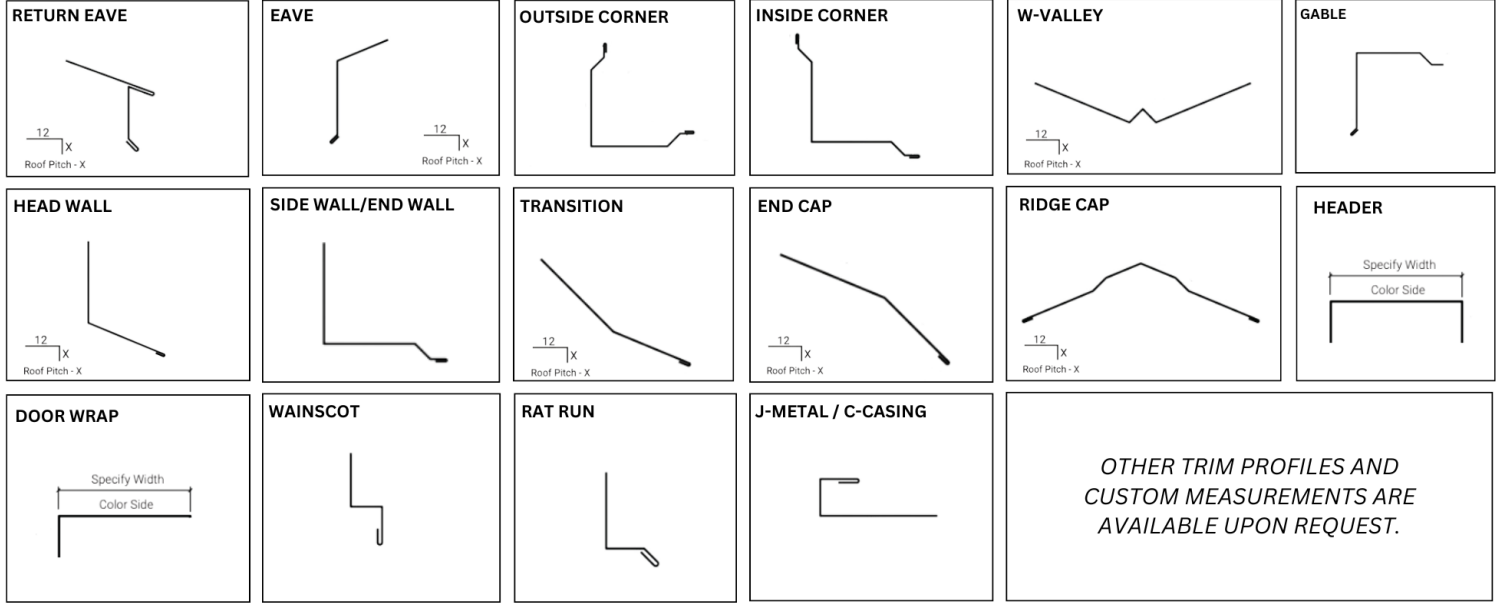 RETURN EAVE
12
X
Roof Pitch - X
EAVE
12
X
Roof Pitch - X
OUTSIDE CORNER
INSIDE CORNER
W-VALLEY
12
X
Roof Pitch - X
GABLE
HEAD WALL
12
X
Roof Pitch - X
SIDE WALL/END WALL
TRANSITION
12
X
Roof Pitch - X
END CAP
12
X
Roof Pitch - X
RIDGE CAP
12
X
Roof Pitch - X
HEADER
Specify Width
Color Side
DOOR WRAP
Specify Width
Color Side
WAINSCOT
RAT RUN
J-METAL / C-CASING
OTHER TRIM PROFILES AND
CUSTOM MEASUREMENTS ARE
AVAILABLE UPON REQUEST.